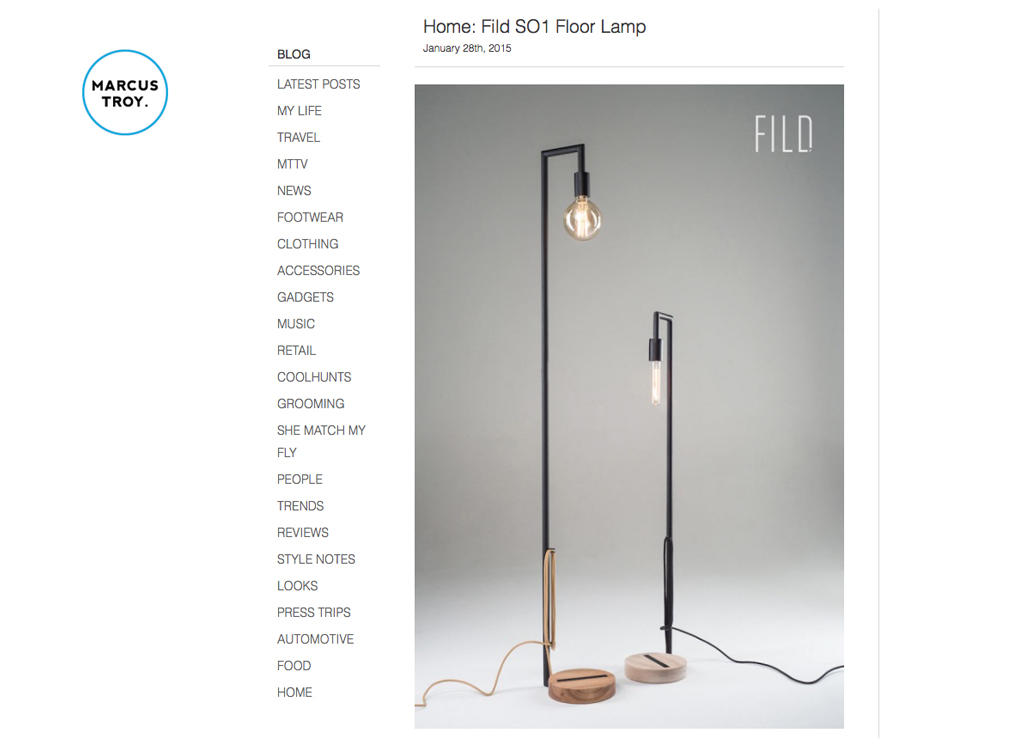 MARCUS
TROY.
BLOG
LATEST POSTS
MY LIFE
TRAVEL
MTTV
NEWS
FOOTWEAR
CLOTHING
ACCESSORIES
GADGETS
MUSIC
RETAIL
COOLHUNTS
GROOMING
SHE MATCH MY
FLY
PEOPLE
TRENDS
REVIEWS
STYLE NOTES
LOOKS
PRESS TRIPS
AUTOMOTIVE
FOOD
HOME
Home: Fild SO1 Floor Lamp
January 28th, 2015
FILD